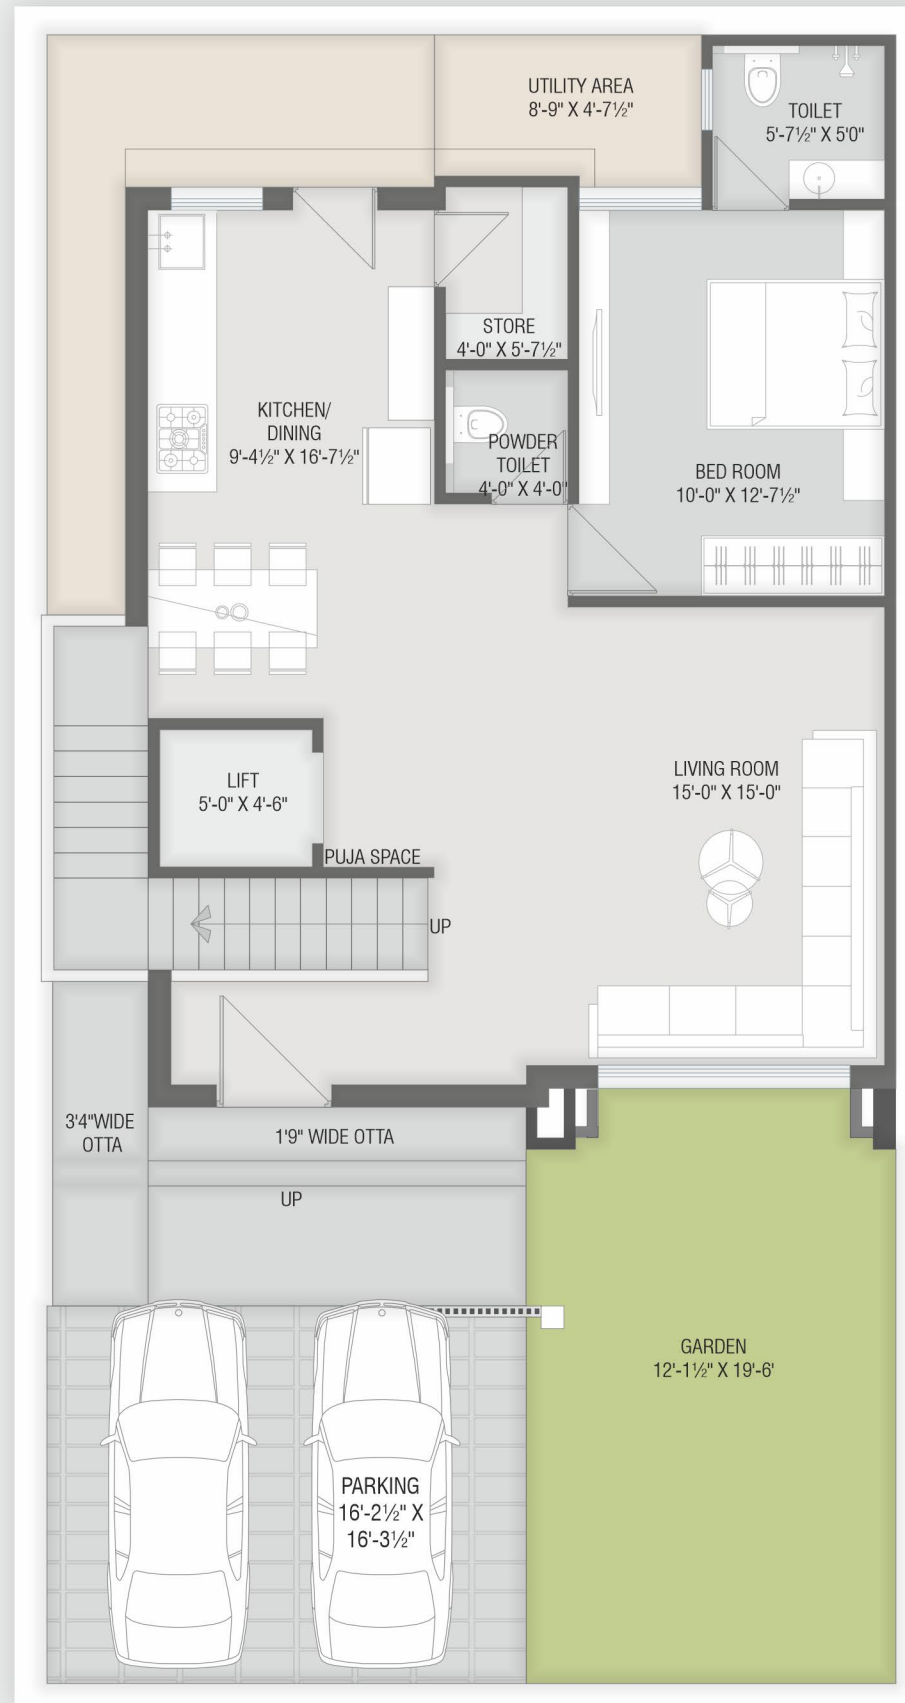 UTILITY AREA
8'-9" X 4'-7½"
TOILET
5'-7½" X 5'0"
STORE
4'-0" X 5'-7½"
KITCHEN/
DINING
9'-4½" X 16'-7½"
POWDER
TOILET
4'-0" X 4'-0"
BED ROOM
10'-0" X 12'-7½"
LIFT
5'-0" X 4'-6"
LIVING ROOM
15'-0" X 15'-0"
PUJA SPACE
UP
3'4"WIDE
OTTA
1'9" WIDE OTTA
UP
GARDEN
12'-1½" X 19'-6'
PARKING
16'-2½" X
16'-3½"